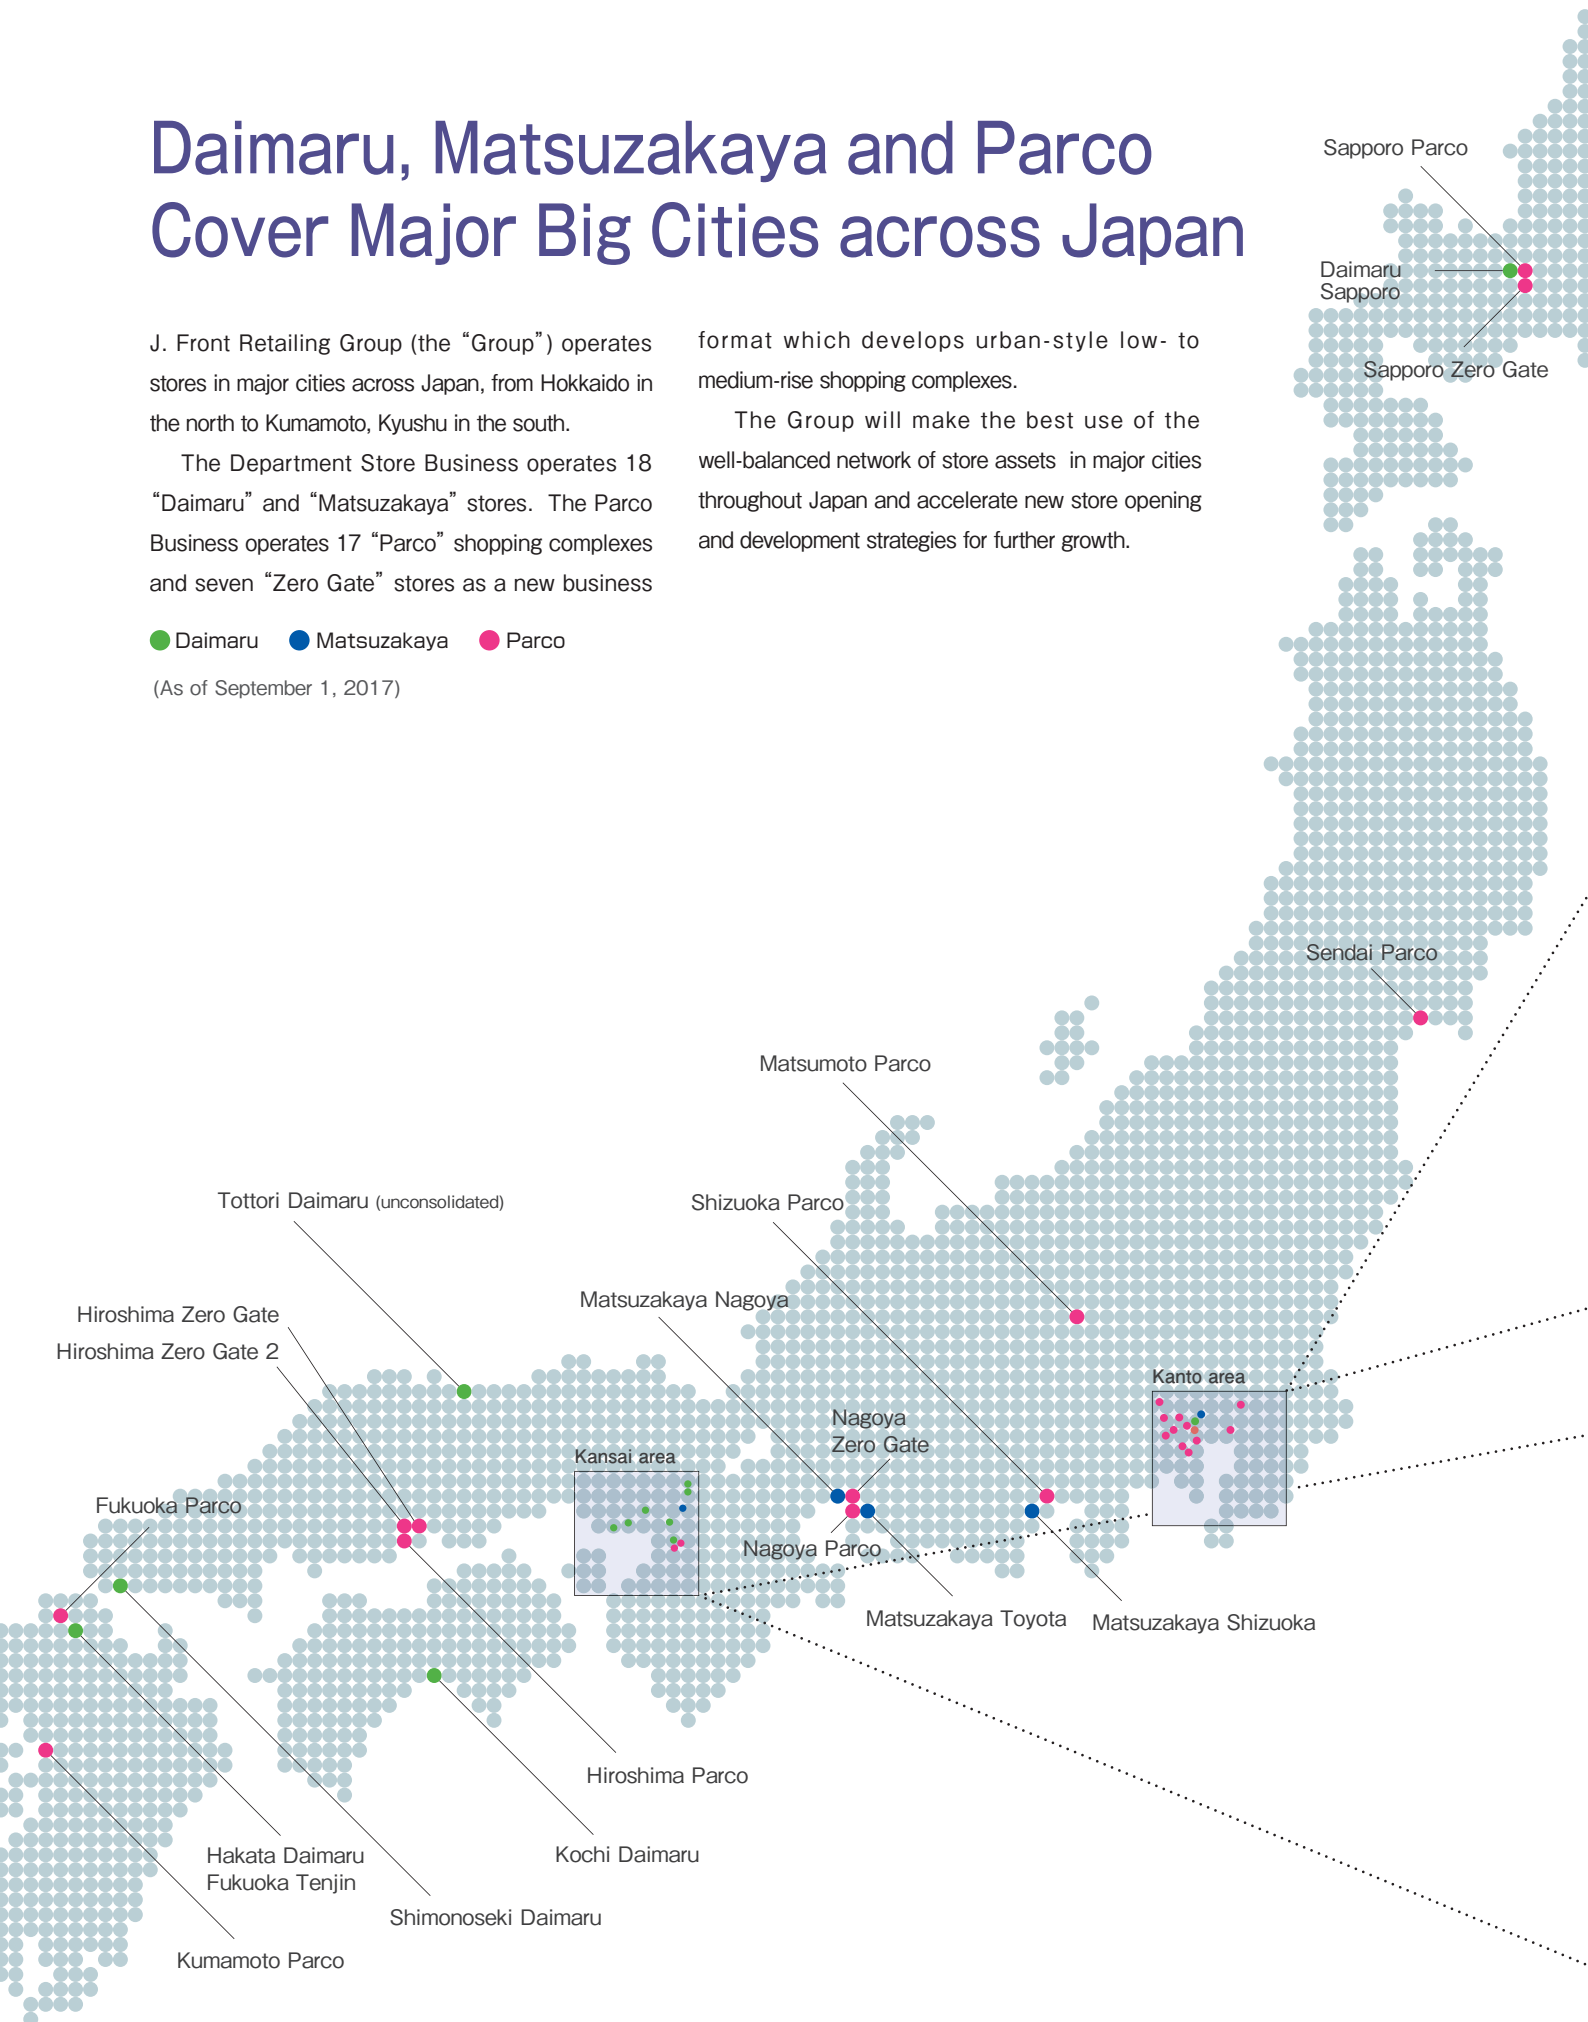 Daimaru, Matsuzakaya and Parco
Cover Major Big Cities across Japan
J. Front Retailing Group (the “Group”) operates
stores in major cities across Japan, from Hokkaido in
the north to Kumamoto, Kyushu in the south.
The Department Store Business operates 18
“Daimaru” and “Matsuzakaya” stores. The Parco
Business operates 17 “Parco” shopping complexes
and seven “Zero Gate” stores as a new business
format which develops urban-style low- to
medium-rise shopping complexes.
The Group will make the best use of the
well-balanced network of store assets in major cities
throughout Japan and accelerate new store opening
and development strategies for further growth.
Daimaru Matsuzakaya Parco
(As of September 1, 2017)
Sapporo Parco
Daimaru
Sapporo
Sapporo Zero Gate
Sendai Parco
Matsumoto Parco
Tottori Daimaru (unconsolidated)
Shizuoka Parco
Matsuzakaya Nagoya
Hiroshima Zero Gate
Hiroshima Zero Gate 2
Kanto area
Nagoya
Zero Gate
Kansai area
Fukuoka Parco
Nagoya Parco
Matsuzakaya Toyota
Matsuzakaya Shizuoka
Hiroshima Parco
Kochi Daimaru
Hakata Daimaru
Fukuoka Tenjin
Shimonoseki Daimaru
Kumamoto Parco